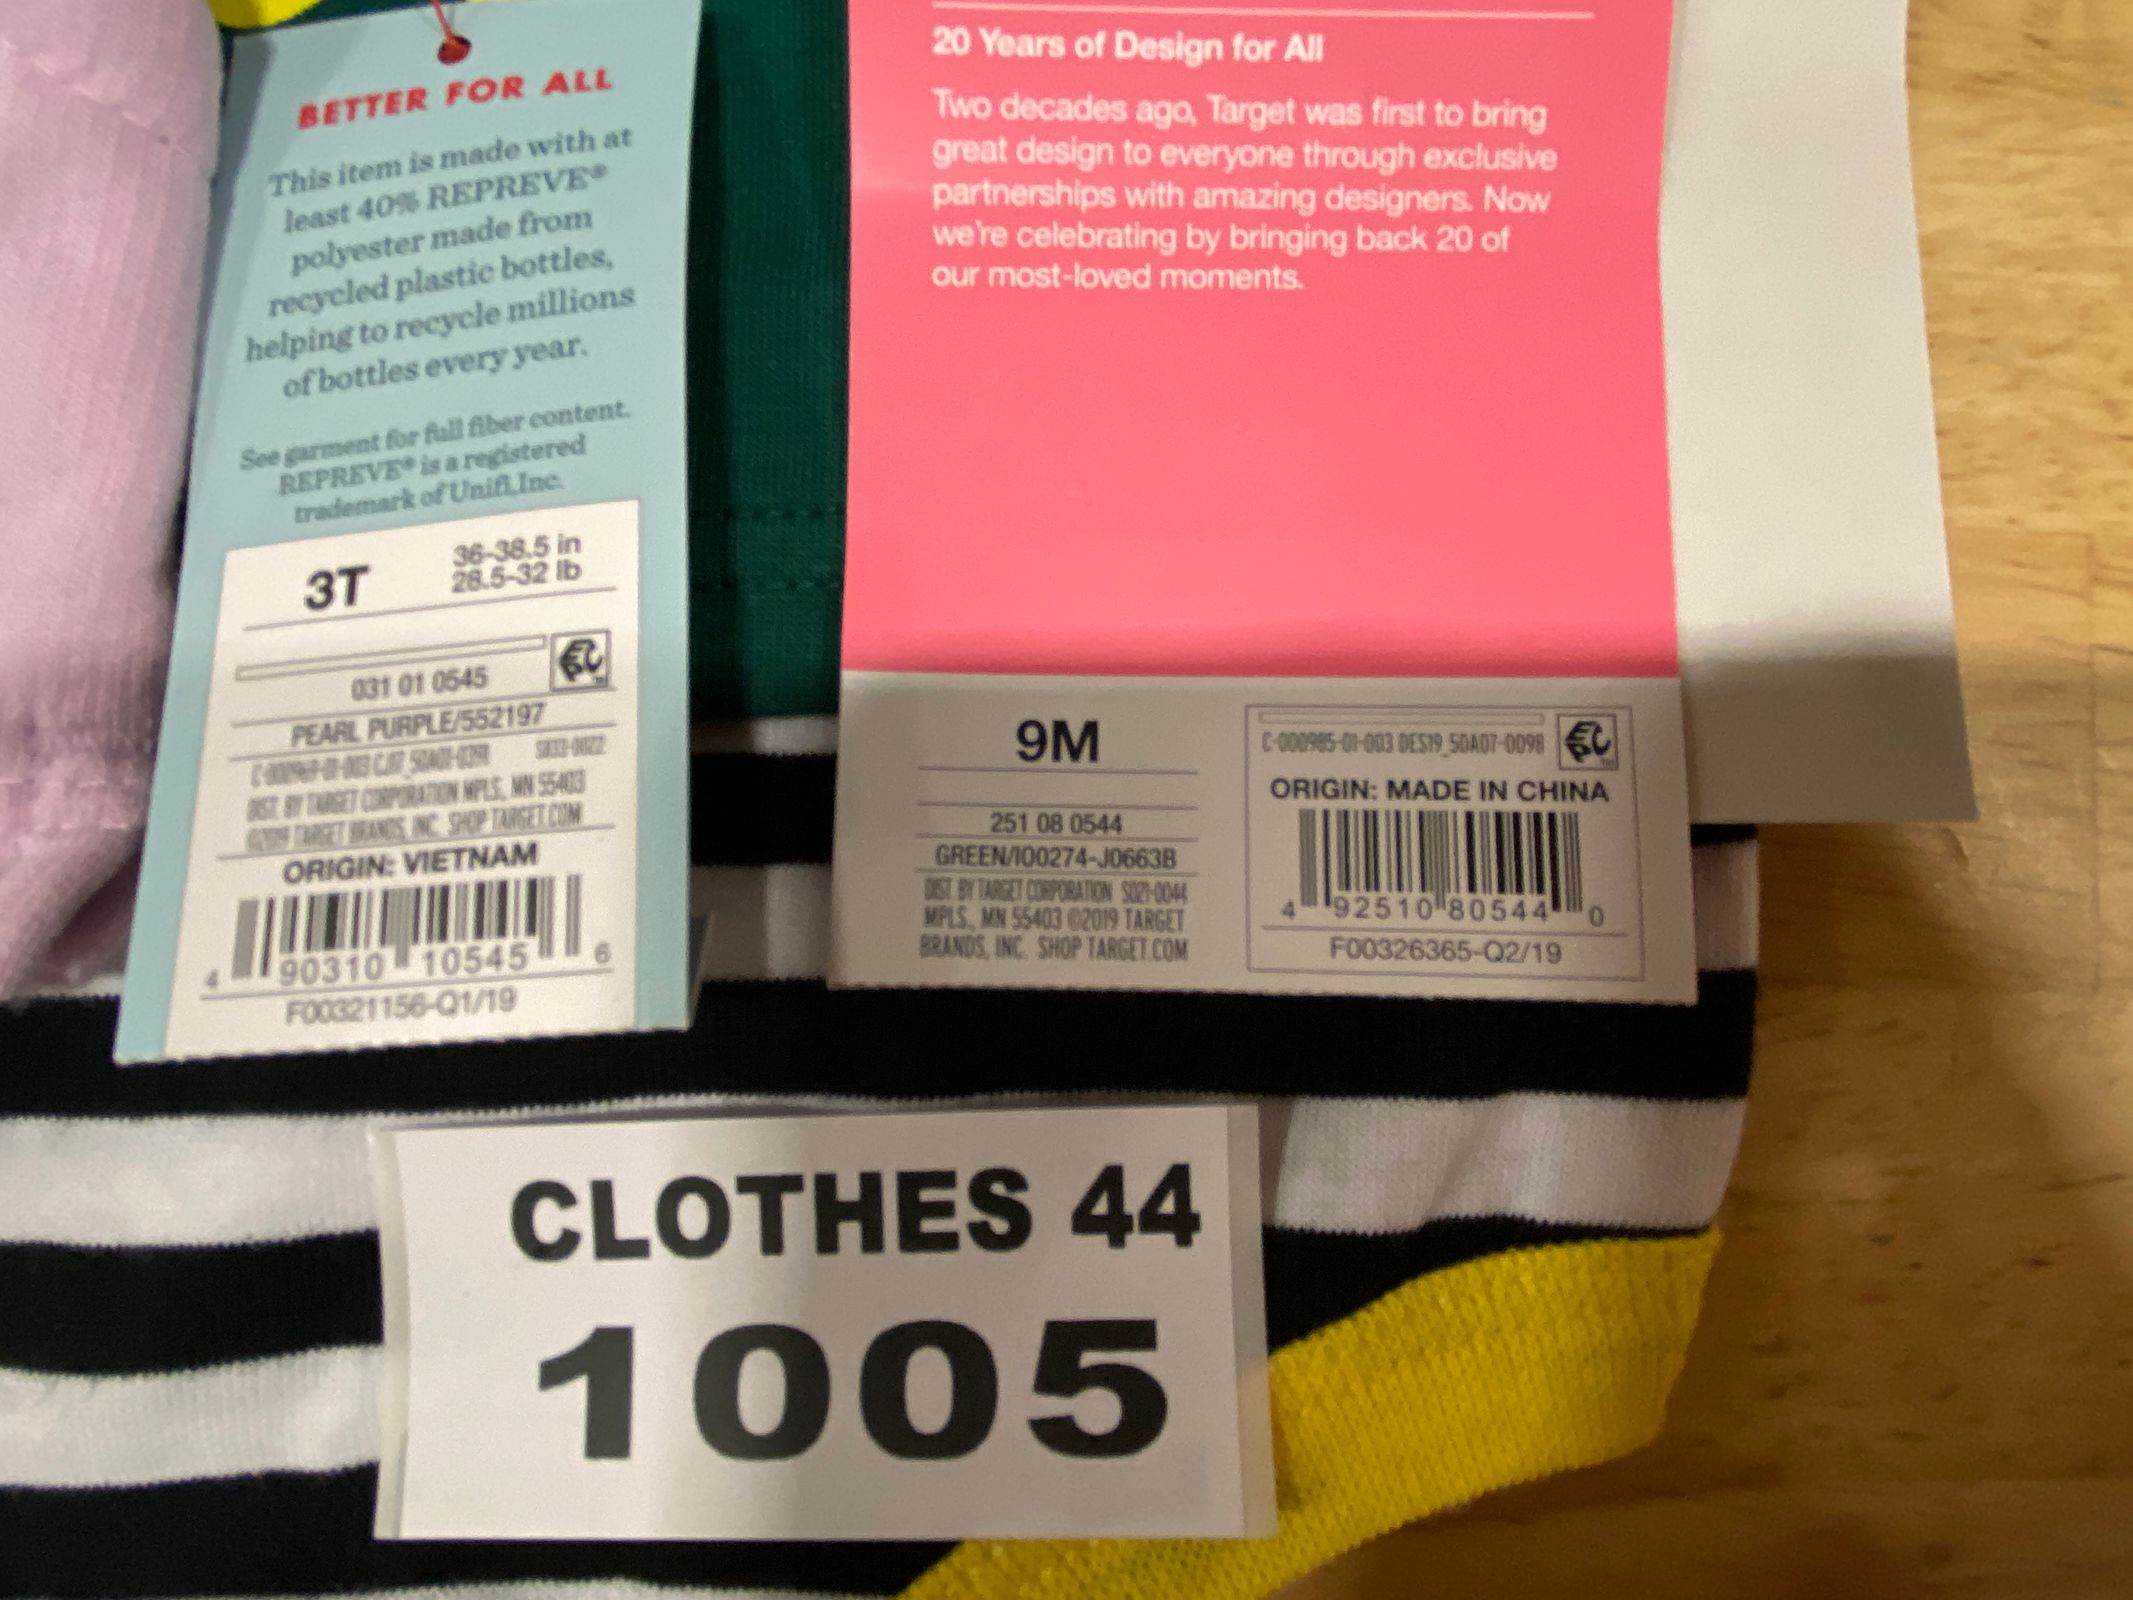 BETTER FOR ALL
This item is made with at
least 40% REPREVE®
polyester made from
recycled plastic bottles,
helping to recycle millions
of bottles every year.
See garment for full fiber content.
REPREVE® is a registered
trademark of Unifi, Inc.
3T
36-38.5 in
28.5-32 lb
031 01 0545
PEARL PURPLE/552197
DIST. BY TARGET CORPORATION MPLS., MN 55403
©2019 TARGET BRANDS, INC. SHOP TARGET.COM
ORIGIN: VIETNAM
4 90310 10545 6
F00321156-Q1/19
20 Years of Design for All
Two decades ago, Target was first to bring
great design to everyone through exclusive
partnerships with amazing designers. Now
we're celebrating by bringing back 20 of
our most-loved moments.
9M
251 08 0544
GREEN/I00274-J0663B
DIST. BY TARGET CORPORATION S021-0044
MPLS., MN 55403 ©2019 TARGET
BRANDS, INC. SHOP TARGET.COM
C-000985-01-003 DES19_50A07-0098
ORIGIN: MADE IN CHINA
4 92510 80544 0
F00326365-Q2/19
CLOTHES 44
1005